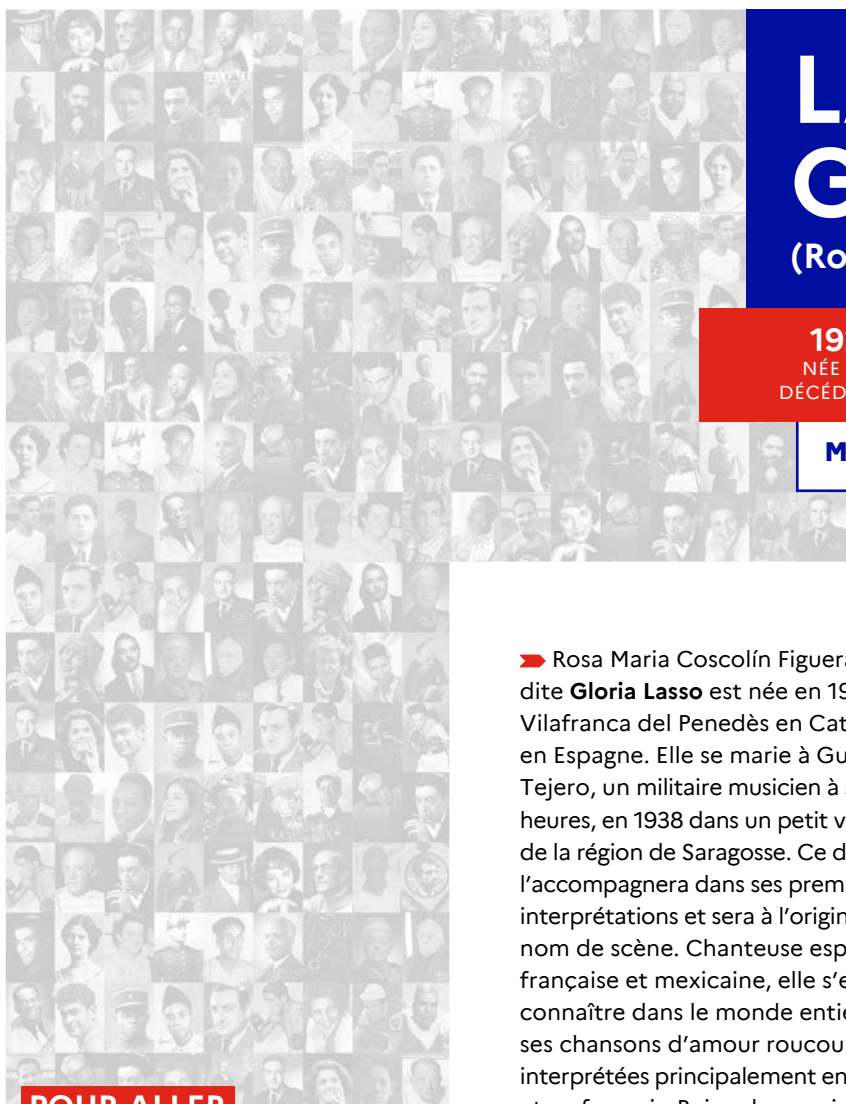 L
G
(Ro
19
NÉE
DÉCÉD
M
Rosa Maria Coscolín Figuera
dite Gloria Lasso est née en 19
Vilafranca del Penedès en Cat
en Espagne. Elle se marie à Gu
Tejero, un militaire musicien à s
heures, en 1938 dans un petit v
de la région de Saragosse. Ce d
l’accompagnera dans ses prem
interprétations et sera à l’origin
nom de scène. Chanteuse esp
française et mexicaine, elle s’e
connaître dans le monde entie
ses chansons d’amour roucou
interprétées principalement en
POUR ALLER